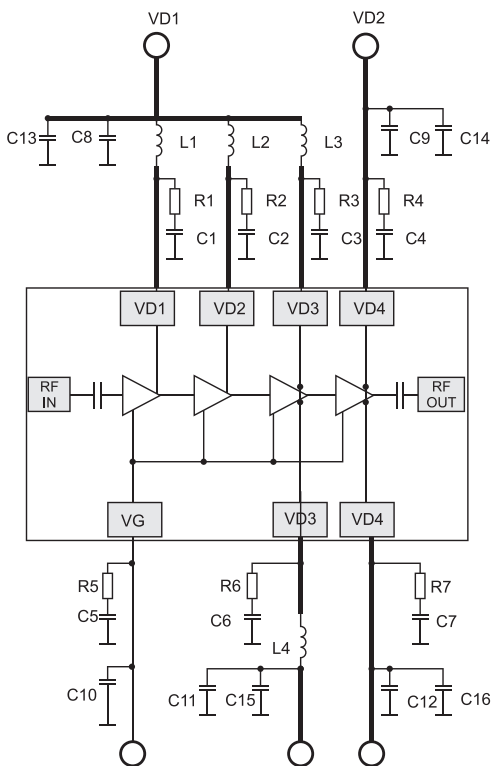 VD1
VD2
C13
C8
L1
L2
L3
C9
C14
R1
R2
R3
R4
C1
C2
C3
C4
VD1
VD2
VD3
VD4
RF
IN
RF
OUT
VG
VD3
VD4
R5
R6
R7
C5
C6
C7
L4
C10
C11
C15
C12
C16